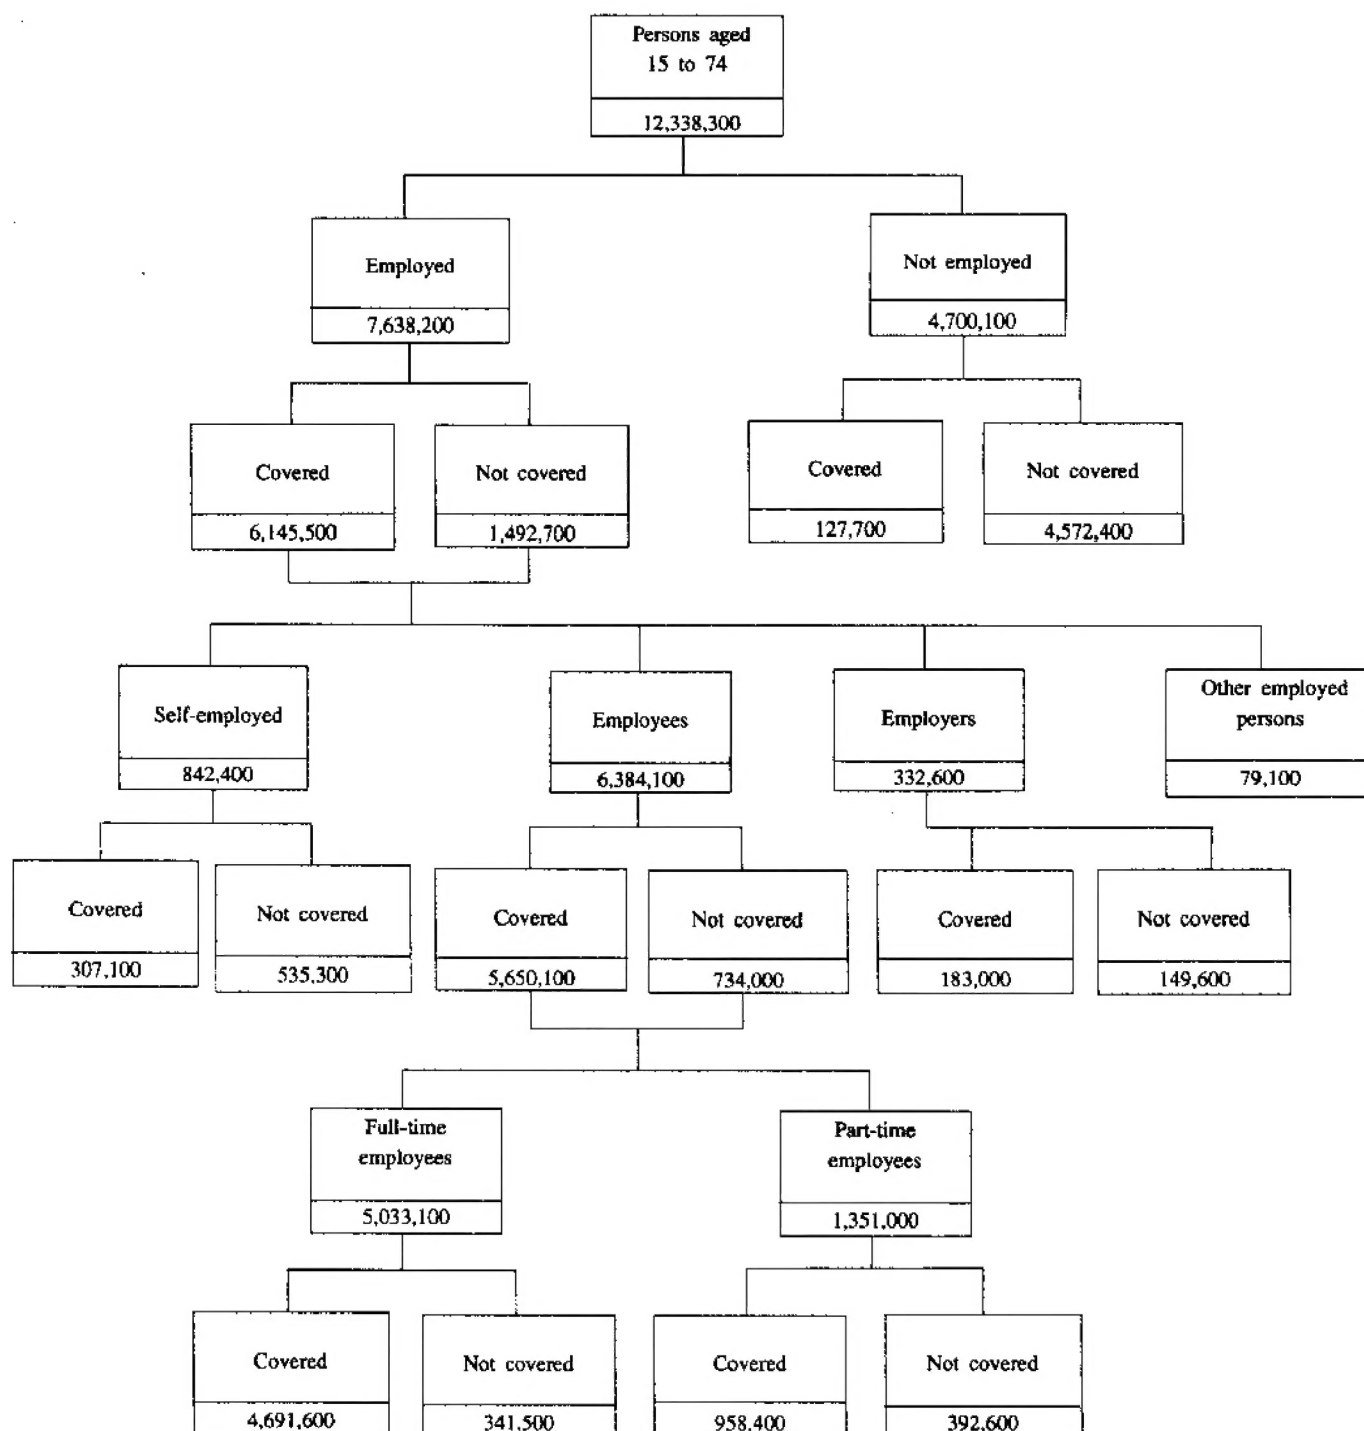 Persons aged
15 to 74
12,338,300
Employed
7,638,200
Not employed
4,700,100
Covered
6,145,500
Not covered
1,492,700
Covered
127,700
Not covered
4,572,400
Self-employed
842,400
Employees
6,384,100
Employers
332,600
Other employed
persons
79,100
Covered
307,100
Not covered
535,300
Covered
5,650,100
Not covered
734,000
Covered
183,000
Not covered
149,600
Full-time
employees
5,033,100
Part-time
employees
1,351,000
Covered
4,691,600
Not covered
341,500
Covered
958,400
Not covered
392,600